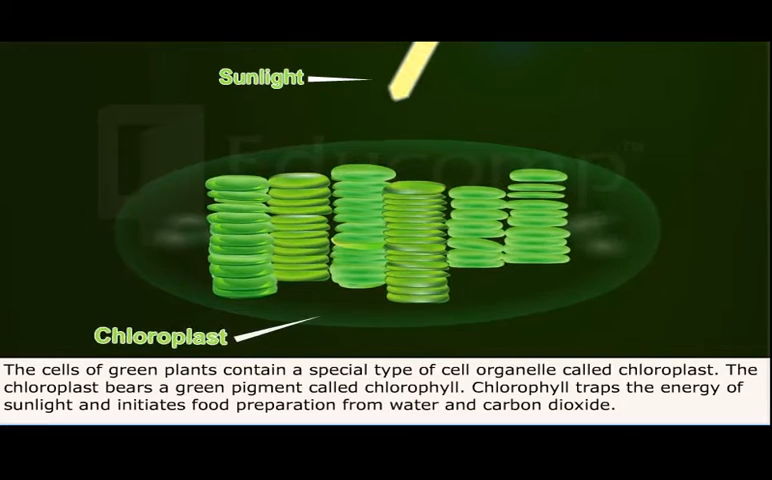 Sunlight
Educomp™
Chloroplast
The cells of green plants contain a special type of cell organelle called chloroplast. The
chloroplast bears a green pigment called chlorophyll. Chlorophyll traps the energy of
sunlight and initiates food preparation from water and carbon dioxide.